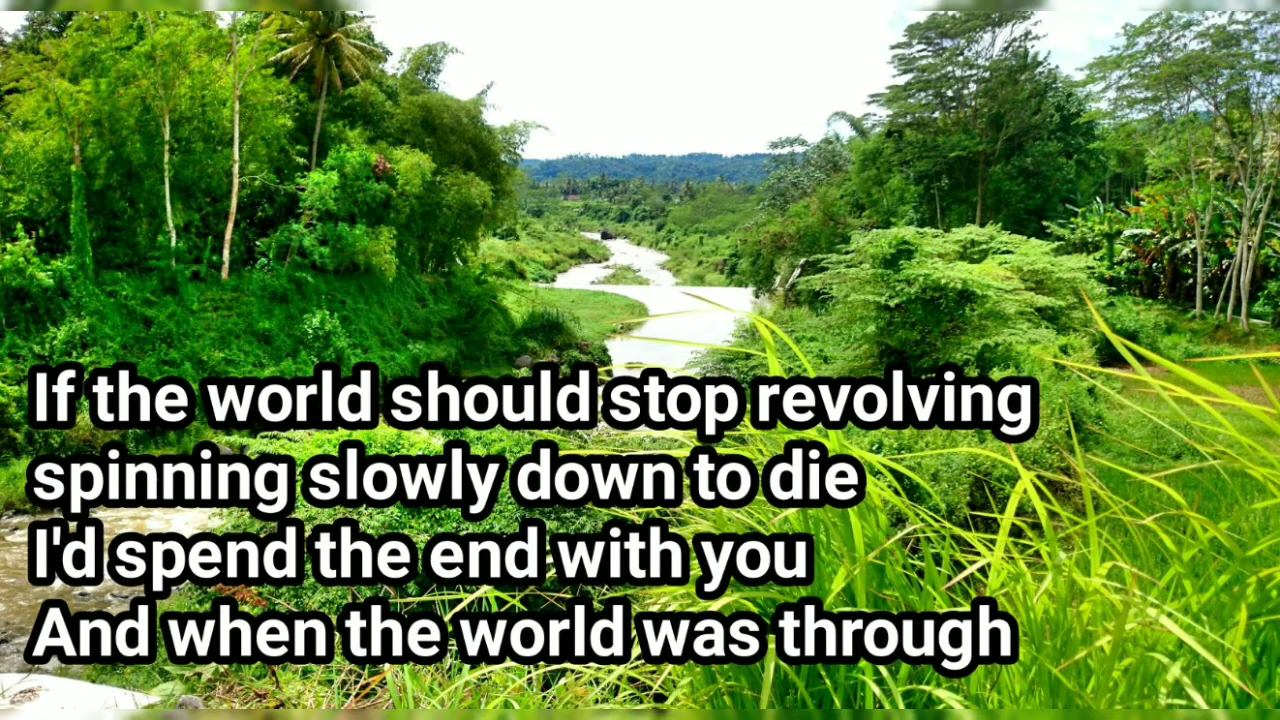 If the world should stop revolving
spinning slowly down to die
I'd spend the end with you
And when the world was through